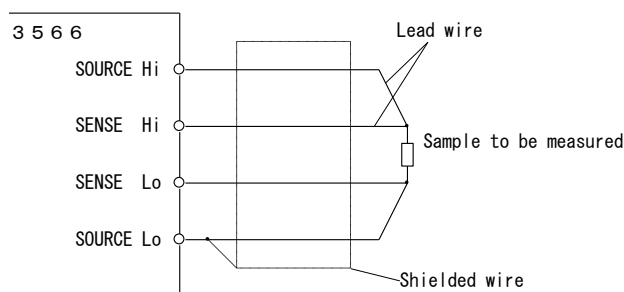 ３５６６
Lead wire
SOURCE Hi
SENSE Hi
Sample to be measured
SENSE Lo
SOURCE Lo
Shielded wire